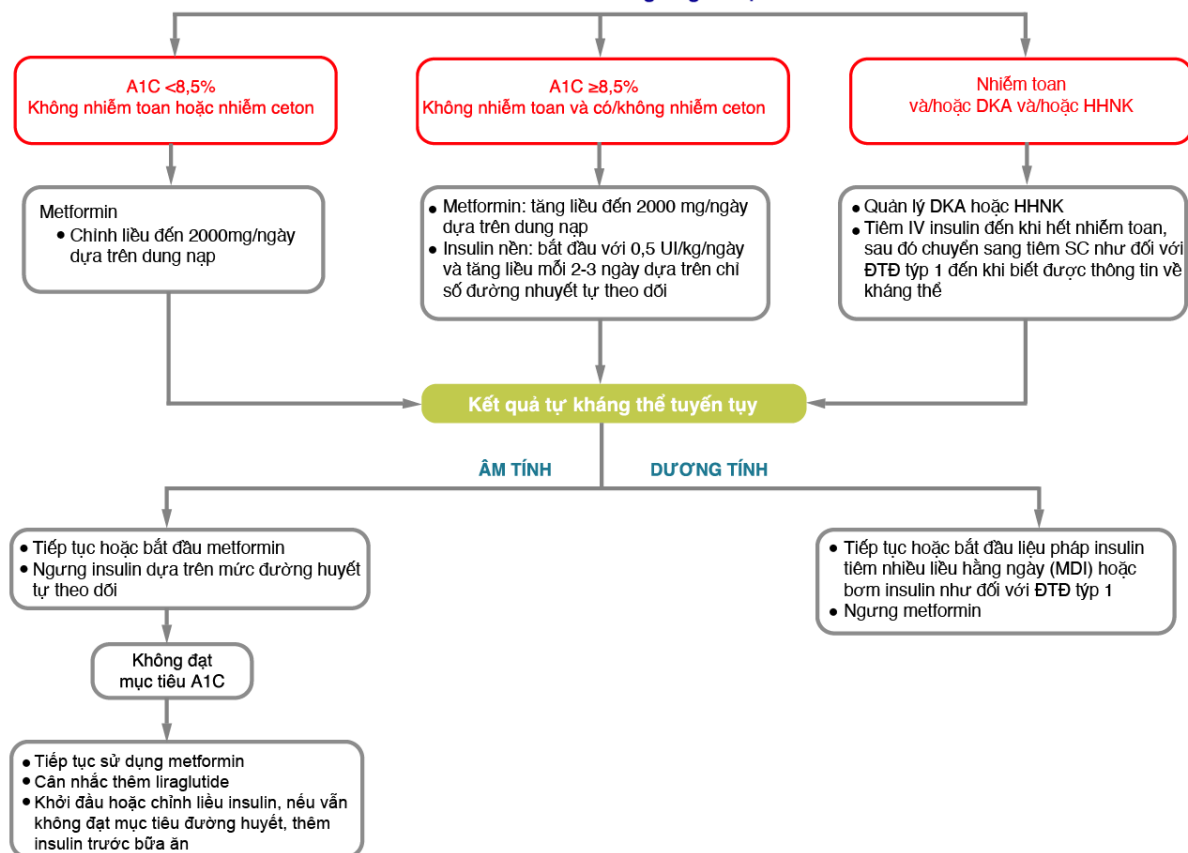 A1C <8,5%
Không nhiễm toan hoặc nhiễm ceton
A1C ≥8,5%
Không nhiễm toan và có/không nhiễm ceton
Nhiễm toan
và/hoặc DKA và/hoặc HHNK
Metformin
• Chỉnh liều đến 2000mg/ngày
dựa trên dung nạp
• Metformin: tăng liều đến 2000 mg/ngày
dựa trên dung nạp
• Insulin nền: bắt đầu với 0,5 UI/kg/ngày
và tăng liều mỗi 2-3 ngày dựa trên chỉ
số đường nhuyết tự theo dõi
• Quản lý DKA hoặc HHNK
• Tiêm IV insulin đến khi hết nhiễm toan,
sau đó chuyển sang tiêm SC như đối với
ĐTĐ týp 1 đến khi biết được thông tin về
kháng thể
Kết quả tự kháng thể tuyến tụy
ÂM TÍNH
DƯƠNG TÍNH
• Tiếp tục hoặc bắt đầu metformin
• Ngưng insulin dựa trên mức đường huyết
tự theo dõi
• Tiếp tục hoặc bắt đầu liệu pháp insulin
tiêm nhiều liều hằng ngày (MDI) hoặc
bơm insulin như đối với ĐTĐ týp 1
• Ngưng metformin
Không đạt
mục tiêu A1C
• Tiếp tục sử dụng metformin
• Cân nhắc thêm liraglutide
• Khởi đầu hoặc chỉnh liều insulin, nếu vẫn
không đạt mục tiêu đường huyết, thêm
insulin trước bữa ăn